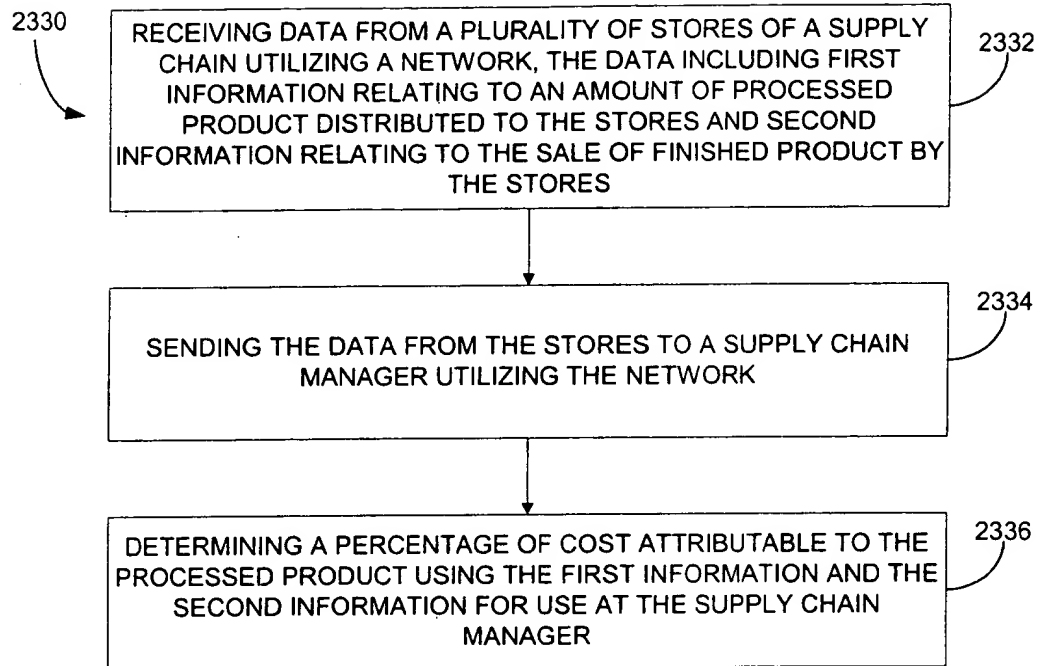 2330
RECEIVING DATA FROM A PLURALITY OF STORES OF A SUPPLY
CHAIN UTILIZING A NETWORK, THE DATA INCLUDING FIRST
INFORMATION RELATING TO AN AMOUNT OF PROCESSED
PRODUCT DISTRIBUTED TO THE STORES AND SECOND
INFORMATION RELATING TO THE SALE OF FINISHED PRODUCT BY
THE STORES
2332
SENDING THE DATA FROM THE STORES TO A SUPPLY CHAIN
MANAGER UTILIZING THE NETWORK
2334
DETERMINING A PERCENTAGE OF COST ATTRIBUTABLE TO THE
PROCESSED PRODUCT USING THE FIRST INFORMATION AND THE
SECOND INFORMATION FOR USE AT THE SUPPLY CHAIN
MANAGER
2336